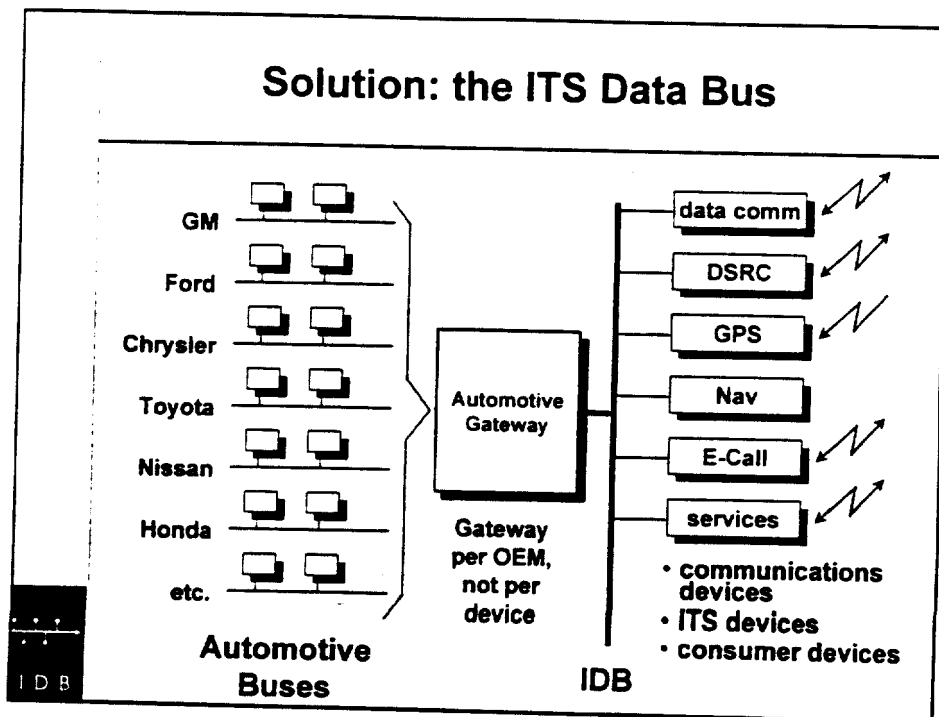 Solution: the ITS Data Bus
GM
Ford
Chrysler
Toyota
Nissan
Honda
etc.
Automotive
Buses
Automotive
Gateway
Gateway
per OEM,
not per
device
IDB
data comm
DSRC
GPS
Nav
E-Call
services
• communications
devices
• ITS devices
• consumer devices
I D B